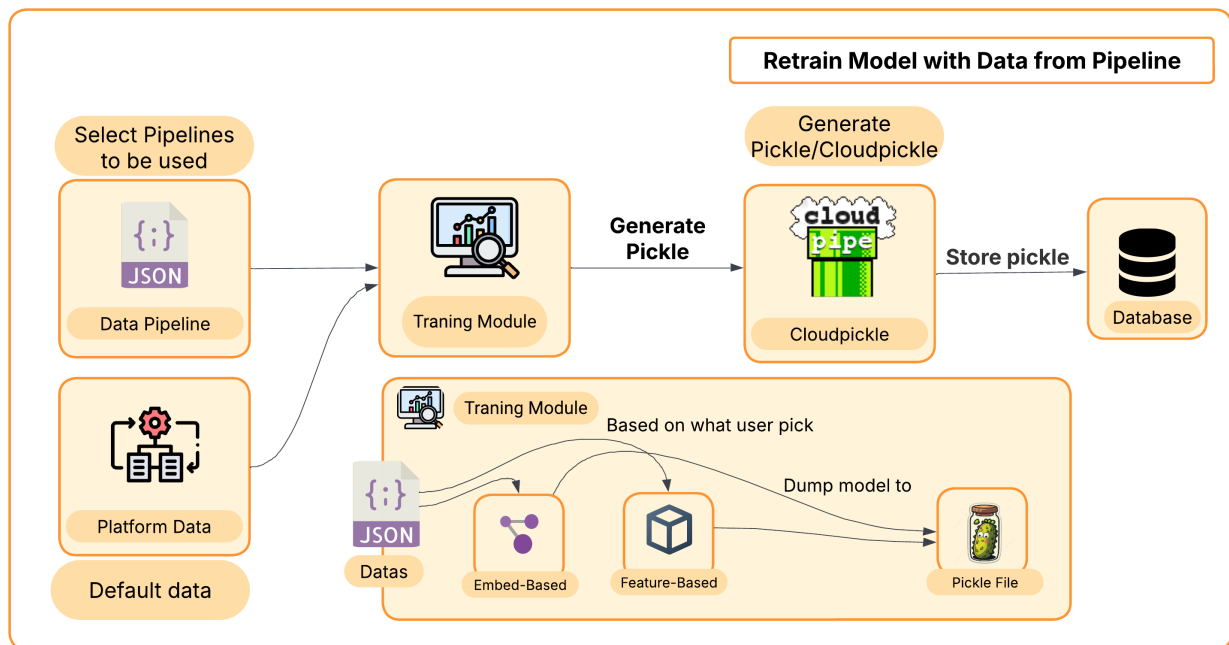 Retrain Model with Data from Pipeline
Select Pipelines
to be used
Generate
Pickle/Cloudpickle
{;}
JSON
Data Pipeline
Traning Module
Generate
Pickle
cloud
pipe
Cloudpickle
Store pickle
Database
Platform Data
Default data
Traning Module
Based on what user pick
{;}
JSON
Datas
Embed-Based
Feature-Based
Dump model to
Pickle File